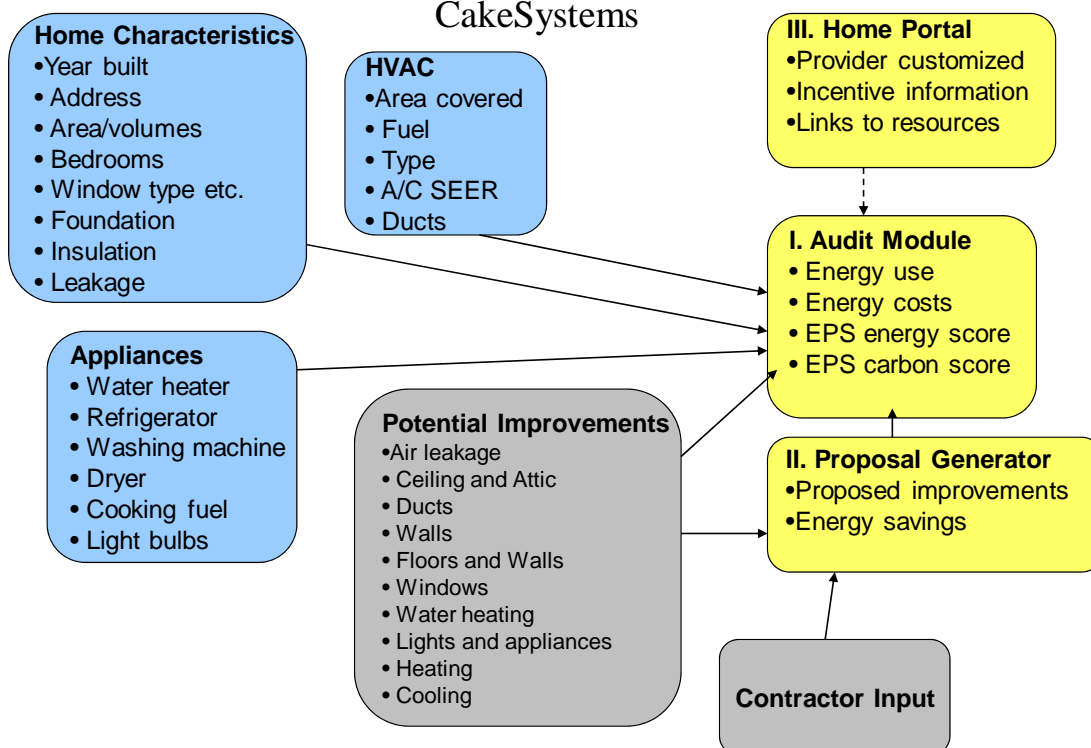 CakeSystems
Home Characteristics
•Year built
• Address
• Area/volumes
• Bedrooms
• Window type etc.
• Foundation
• Insulation
• Leakage
HVAC
•Area covered
• Fuel
• Type
• A/C SEER
• Ducts
III. Home Portal
•Provider customized
•Incentive information
•Links to resources
I. Audit Module
• Energy use
• Energy costs
• EPS energy score
• EPS carbon score
Appliances
• Water heater
• Refrigerator
• Washing machine
• Dryer
• Cooking fuel
• Light bulbs
Potential Improvements
•Air leakage
• Ceiling and Attic
• Ducts
• Walls
• Floors and Walls
• Windows
• Water heating
• Lights and appliances
• Heating
• Cooling
II. Proposal Generator
•Proposed improvements
•Energy savings
Contractor Input